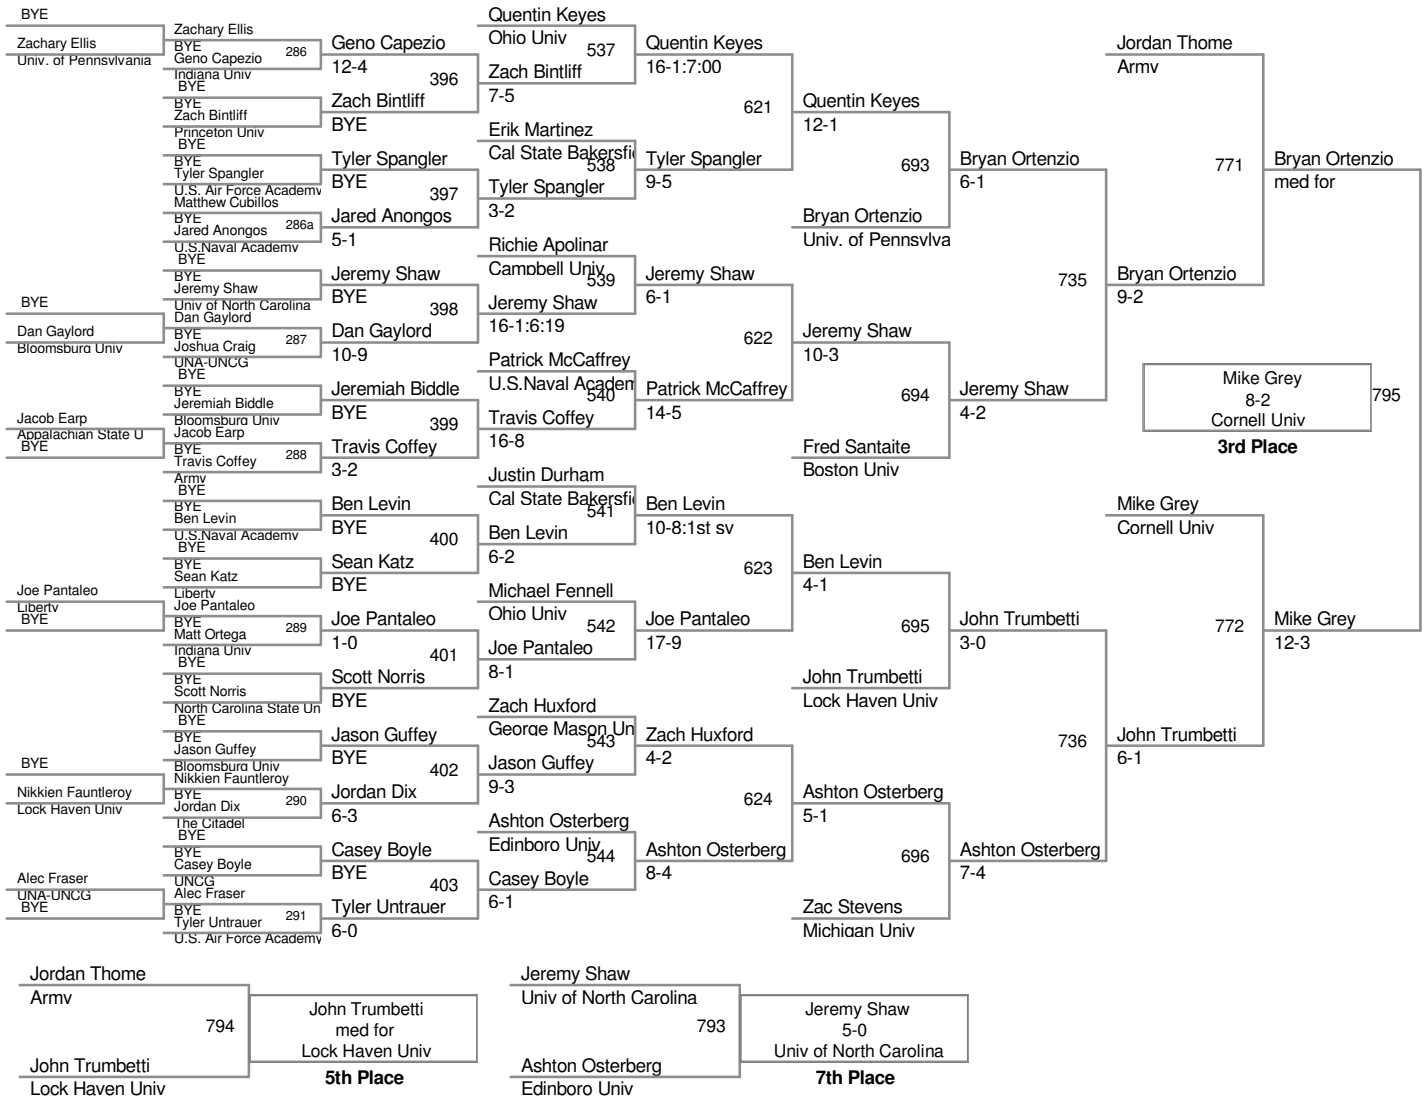 BYE
Zachary Ellis
Univ. of Pennsylvania
Dan Gaylord
Bloomsburg Univ
BYE
Jacob Earp
Appalachian State U
BYE
Joe Pantaleo
Liberty
BYE
BYE
Nikkien Fauntleroy
Lock Haven Univ
Alec Fraser
UNA-UNCG
BYE
Zachary Ellis
BYE
286
Geno Capezio
Indiana Univ
BYE
BYE
Zach Bintliff
Princeton Univ
BYE
BYE
Tyler Spangler
U.S. Air Force Academy
Matthew Cubillos
BYE
286a
Jared Anongos
U.S.Naval Academy
BYE
BYE
Jeremy Shaw
Univ of North Carolina
Dan Gaylord
BYE
287
Joshua Craig
UNA-UNCG
BYE
BYE
Jeremiah Biddle
Bloomsburg Univ
Jacob Earp
BYE
288
Travis Coffey
Army
BYE
BYE
Ben Levin
U.S.Naval Academy
BYE
BYE
Sean Katz
Liberty
Joe Pantaleo
BYE
289
Matt Ortega
Indiana Univ
BYE
BYE
Scott Norris
North Carolina State Un
BYE
BYE
Jason Guffey
Bloomsburg Univ
Nikkien Fauntleroy
BYE
290
Jordan Dix
The Citadel
BYE
BYE
Casey Boyle
UNCG
Alec Fraser
BYE
291
Tyler Untrauer
U.S. Air Force Academy
Geno Capezio
12-4
396
Zach Bintliff
BYE
Tyler Spangler
BYE
397
Jared Anongos
5-1
Jeremy Shaw
BYE
398
Dan Gaylord
10-9
Jeremiah Biddle
BYE
399
Travis Coffey
3-2
Ben Levin
BYE
400
Sean Katz
BYE
Joe Pantaleo
1-0
401
Scott Norris
BYE
Jason Guffey
BYE
402
Jordan Dix
6-3
Casey Boyle
BYE
403
Tyler Untrauer
6-0
Quentin Keyes
Ohio Univ
537
Zach Bintliff
7-5
Erik Martinez
Cal State Bakersfie
538
Tyler Spangler
3-2
Richie Apolinar
Campbell Univ
539
Jeremy Shaw
16-1:6:19
Patrick McCaffrey
U.S.Naval Academ
540
Travis Coffey
16-8
Justin Durham
Cal State Bakersfie
541
Ben Levin
6-2
Michael Fennell
Ohio Univ
542
Joe Pantaleo
8-1
Zach Huxford
George Mason Un
543
Jason Guffey
9-3
Ashton Osterberg
Edinboro Univ
544
Casey Boyle
6-1
Quentin Keyes
16-1:7:00
621
Tyler Spangler
9-5
Jeremy Shaw
6-1
622
Patrick McCaffrey
14-5
Ben Levin
10-8:1st sv
623
Joe Pantaleo
17-9
Zach Huxford
4-2
624
Ashton Osterberg
8-4
Quentin Keyes
12-1
693
Bryan Ortenzio
Univ. of Pennsylva
Jeremy Shaw
10-3
694
Fred Santaite
Boston Univ
Ben Levin
4-1
695
John Trumbetti
Lock Haven Univ
Ashton Osterberg
5-1
696
Zac Stevens
Michigan Univ
Bryan Ortenzio
6-1
735
Jeremy Shaw
4-2
John Trumbetti
3-0
736
Ashton Osterberg
7-4
Jordan Thome
Army
771
Bryan Ortenzio
9-2
Mike Grey
Cornell Univ
772
John Trumbetti
6-1
Bryan Ortenzio
med for
Mike Grey
8-2
Cornell Univ
795
3rd Place
Mike Grey
12-3
Jordan Thome
Army
794
John Trumbetti
Lock Haven Univ
John Trumbetti
med for
Lock Haven Univ
5th Place
Jeremy Shaw
Univ of North Carolina
793
Ashton Osterberg
Edinboro Univ
Jeremy Shaw
5-0
Univ of North Carolina
7th Place